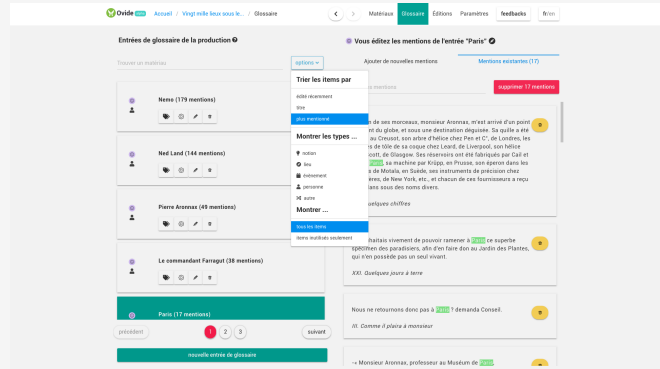 Ovide
Accueil / Vingt mille lieux sous le... / Glossaire
Matériaux Glossaire Éditions Paramètres feedbacks fr/en
Entrées de glossaire de la production
Vous éditez les mentions de l'entrée "Paris"
Trouver un matériau
options
Ajouter de nouvelles mentions
Mentions existantes (17)
mentions
supprimer 17 mentions
Trier les items par
édité récemment
titre
plus mentionné
Montrer les types ...
notion
lieu
événement
personne
autre
Montrer ...
tous les items
items inutilisés seulement
Nemo (179 mentions)
Ned Land (144 mentions)
Pierre Aronnax (49 mentions)
Le commandant Farragut (38 mentions)
Paris (17 mentions)
précédent
1
2
3
suivant
nouvelle entrée de glossaire
de ses morceaux, monsieur Aronnax, m'est arrivé d'un point
du globe, et sous une destination déguisée. Sa quille a été
au Creusot, son arbre d'hélice chez Pen et C°, de Londres, les
de tôle de sa coque chez Leard, de Liverpool, son hélice
de Glasgow. Ses réservoirs ont été fabriqués par Cail et
Paris, sa machine par Krüpp, en Prusse, son éperon dans les
de Motala, en Suède, ses instruments de précision chez
frères, de New York, etc., et chacun de ces fournisseurs a reçu
plans sous des noms divers.
quelques chiffres
souhaitais vivement de pouvoir ramener à Paris ce superbe
spécimen des paradisiers, afin d'en faire don au Jardin des Plantes,
qui n'en possède pas un seul vivant.
XXI. Quelques jours à terre
Nous ne retournons donc pas à Paris ? demanda Conseil.
III. Comme il plaira à monsieur
→ Monsieur Aronnax, professeur au Muséum de Paris